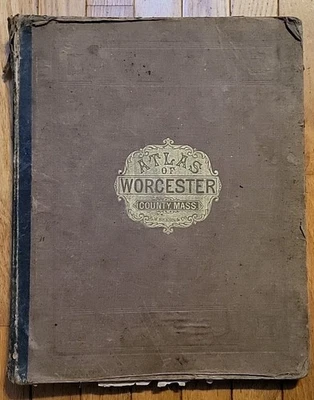 ATLAS
OF
WORCESTER
COUNTY MASS